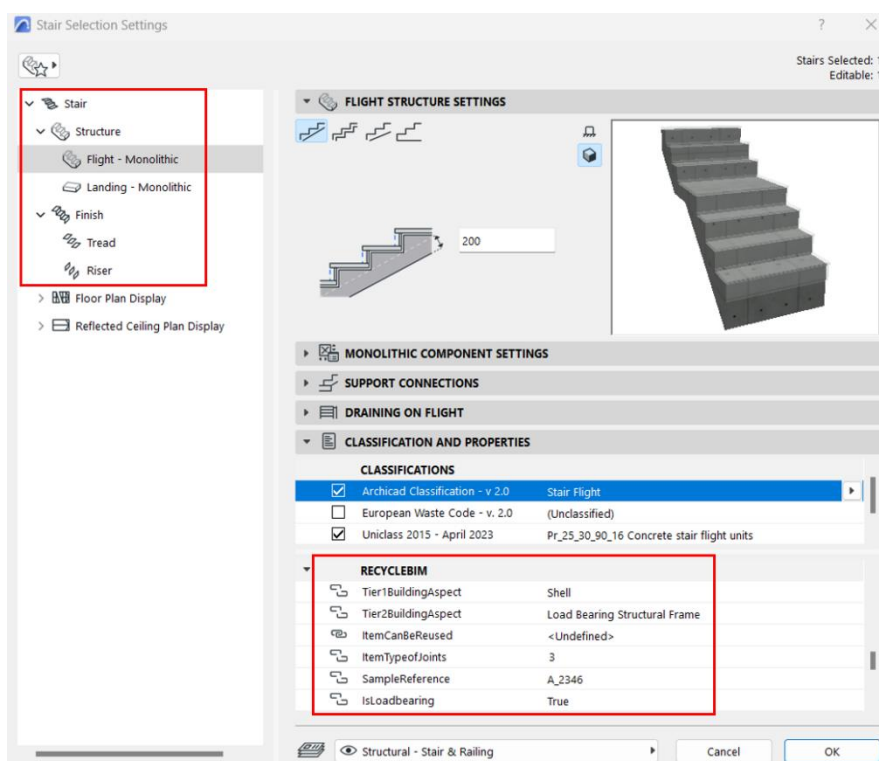 Stair Selection Settings
?
Stairs Selected:
Editable:
Stair
Structure
Flight - Monolithic
Landing - Monolithic
Finish
Tread
Riser
Floor Plan Display
Reflected Ceiling Plan Display
FLIGHT STRUCTURE SETTINGS
200
MONOLITHIC COMPONENT SETTINGS
SUPPORT CONNECTIONS
DRAINING ON FLIGHT
CLASSIFICATION AND PROPERTIES
CLASSIFICATIONS
Archicad Classification - v 2.0 Stair Flight
European Waste Code - v. 2.0 (Unclassified)
Uniclass 2015 - April 2023 Pr_25_30_90_16 Concrete stair flight units
RECYCLEBIM
Tier1BuildingAspect Shell
Tier2BuildingAspect Load Bearing Structural Frame
ItemCanBeReused <Undefined>
ItemTypeofJoints 3
SampleReference A_2346
IsLoadbearing True
Structural - Stair & Railing
Cancel
OK